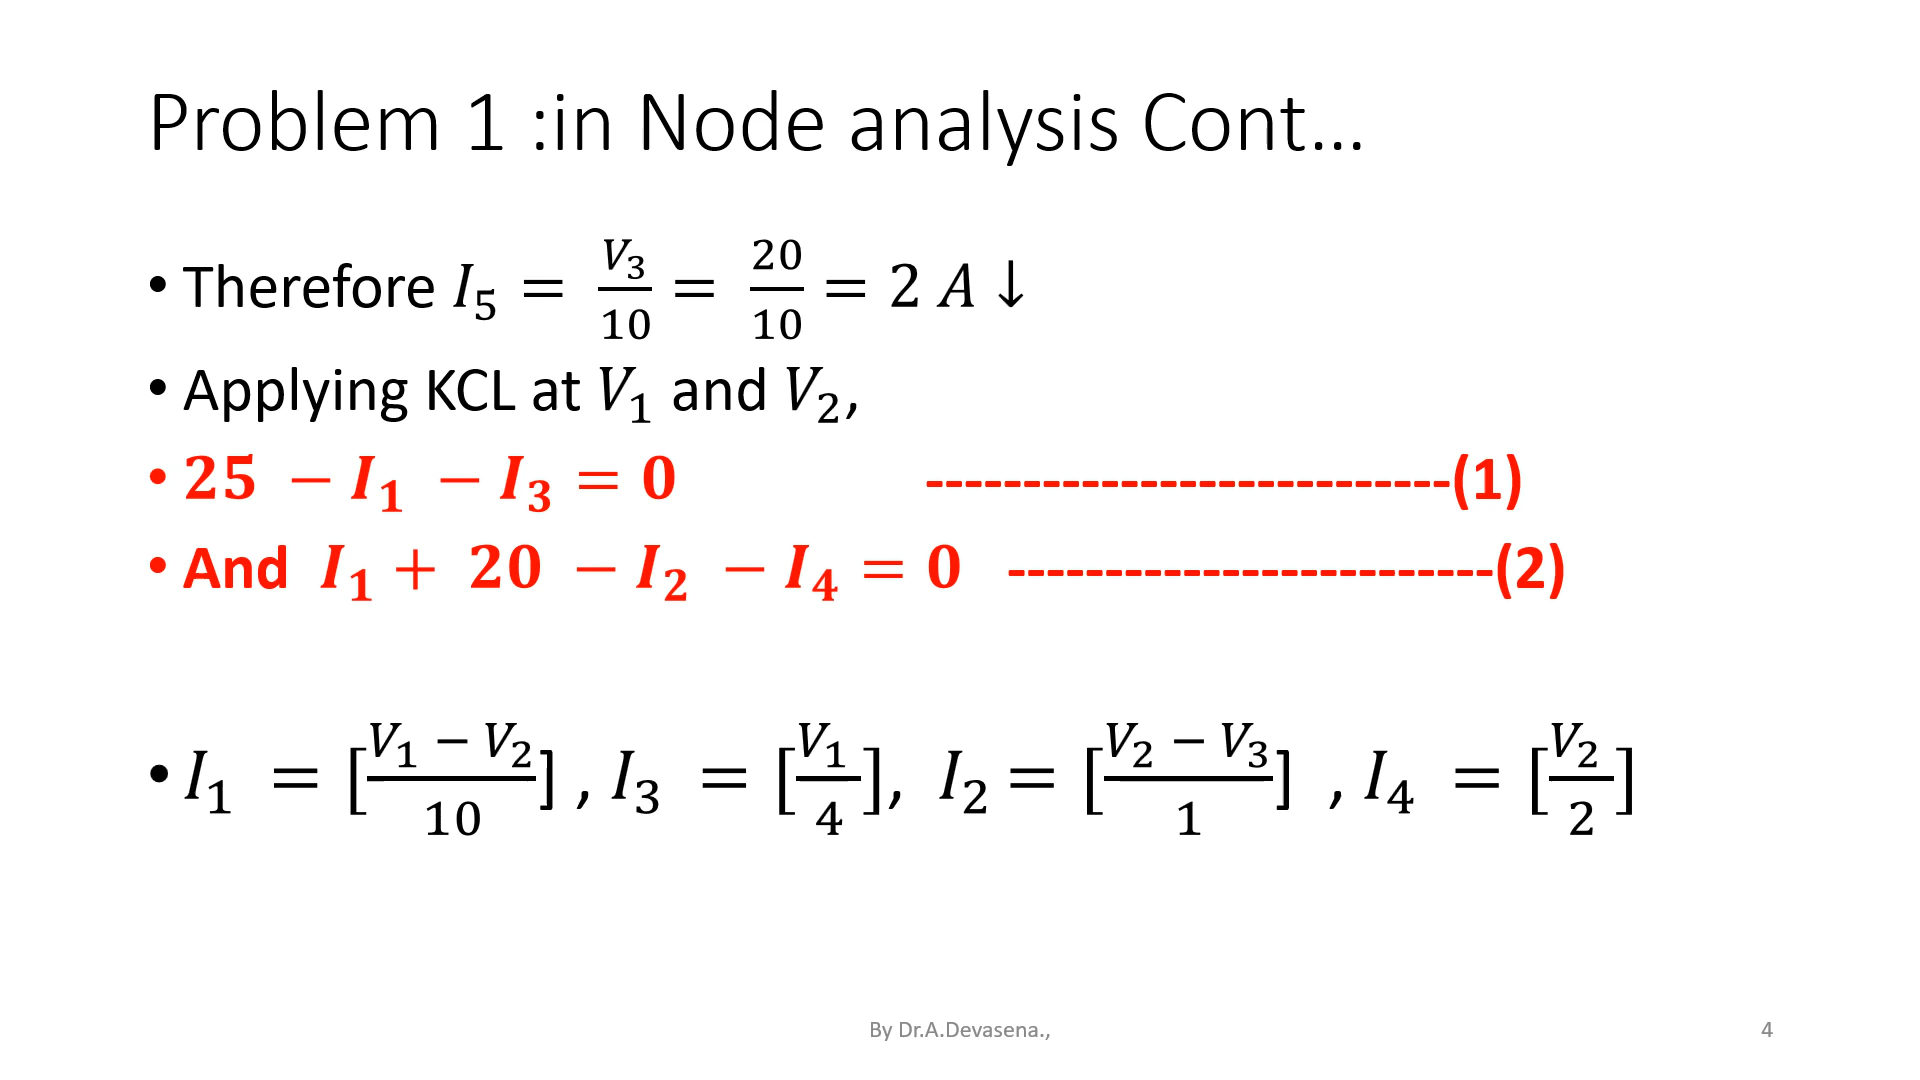 Problem 1 :in Node analysis Cont…
• Therefore I₅ = V₃/10 = 20/10 = 2 A ↓
• Applying KCL at V₁ and V₂,
• 25 − I₁ − I₃ = 0 ---------------------------(1)
• And I₁ + 20 − I₂ − I₄ = 0 -------------------------(2)
• I₁ = [(V₁ − V₂)/10] , I₃ = [V₁/4], I₂ = [(V₂ − V₃)/1] , I₄ = [V₂/2]
By Dr.A.Devasena., 4